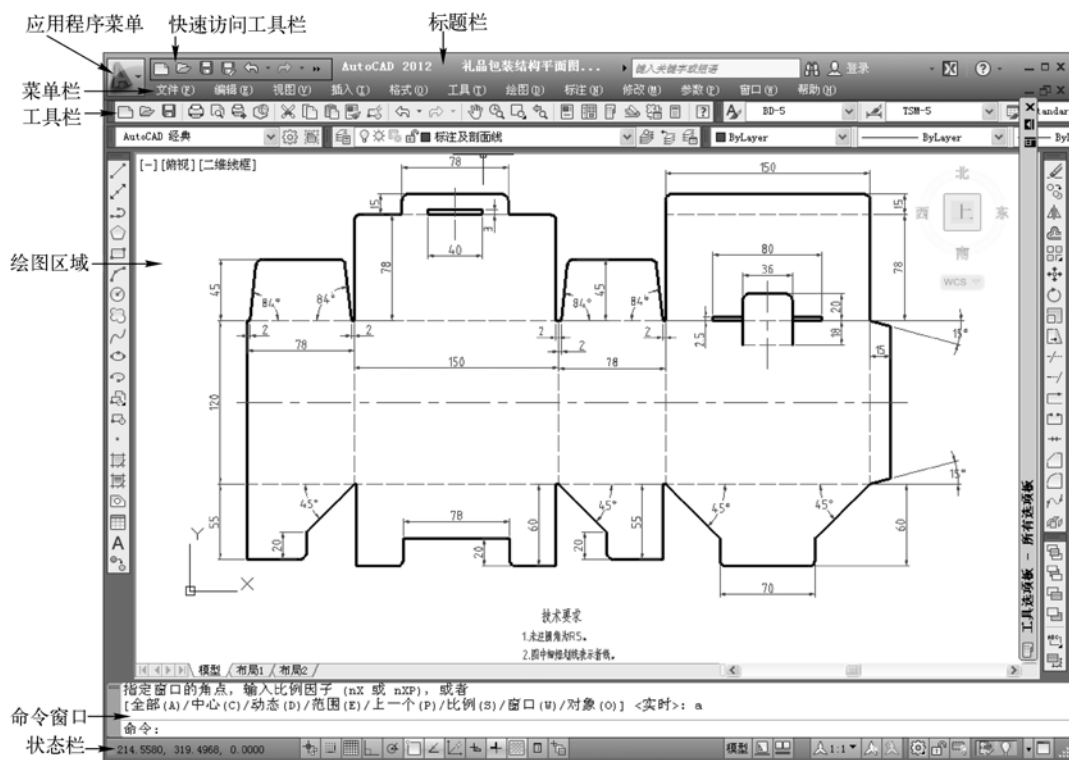 应用程序菜单
快速访问工具栏
标题栏
AutoCAD 2012 礼品包装结构平面图...
键入关键字或短语
登录
菜单栏
文件(F) 编辑(E) 视图(V) 插入(I) 格式(O) 工具(T) 绘图(D) 标注(N) 修改(M) 参数(P) 窗口(W) 帮助(H)
工具栏
BD-5
TSM-5
Standar
AutoCAD 经典
标注及剖面线
ByLayer
ByLayer
[-][俯视][二维线框]
78
150
北
西
上
东
南
WCS
15
3
40
78
15
78
80
36
20
18
2.5
绘图区域
45
84°
84°
45
84°
84°
2
2
2
2
2
78
150
78
15°
15
120
15°
45°
45°
45°
45°
55
20
78
20
60
20
55
60
70
Y
X
技术要求
1.未注圆角为R5。
2.图中细短划线表示折线。
工具选项板 - 所有选项板
模型 布局1 布局2
指定窗口的角点，输入比例因子 (nX 或 nXP)，或者
[全部(A)/中心(C)/动态(D)/范围(E)/上一个(P)/比例(S)/窗口(W)/对象(O)] <实时>: a
命令窗口
命令:
状态栏
214.5580, 319.4968, 0.0000
模型
1:1